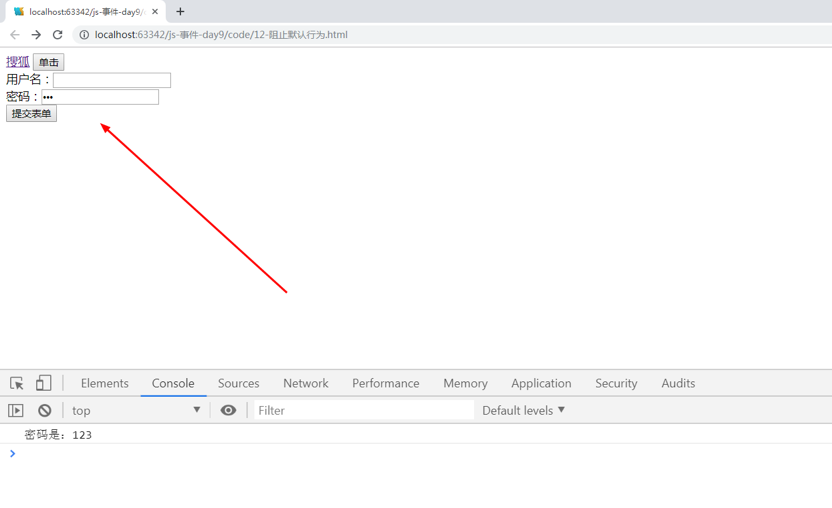 localhost:63342/js-事件-day9/
localhost:63342/js-事件-day9/code/12-阻止默认行为.html
搜狐 单击
用户名：
密码： •••
提交表单
Elements Console Sources Network Performance Memory Application Security Audits
top Filter Default levels
密码是：123